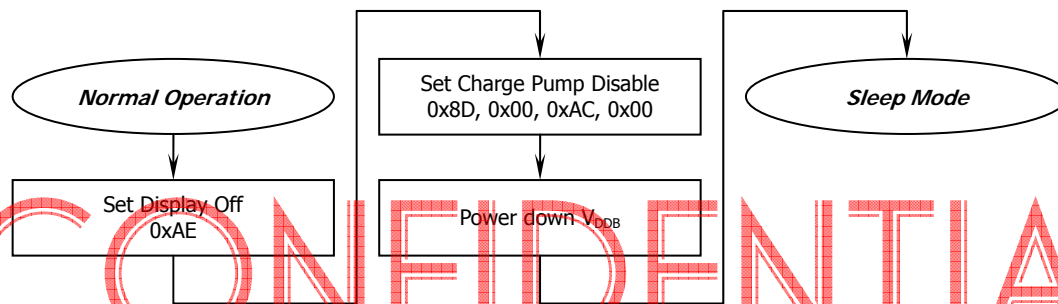 Normal Operation
Set Display Off
0xAE
Set Charge Pump Disable
0x8D, 0x00, 0xAC, 0x00
Power down VDDB
Sleep Mode
CONFIDENTIA